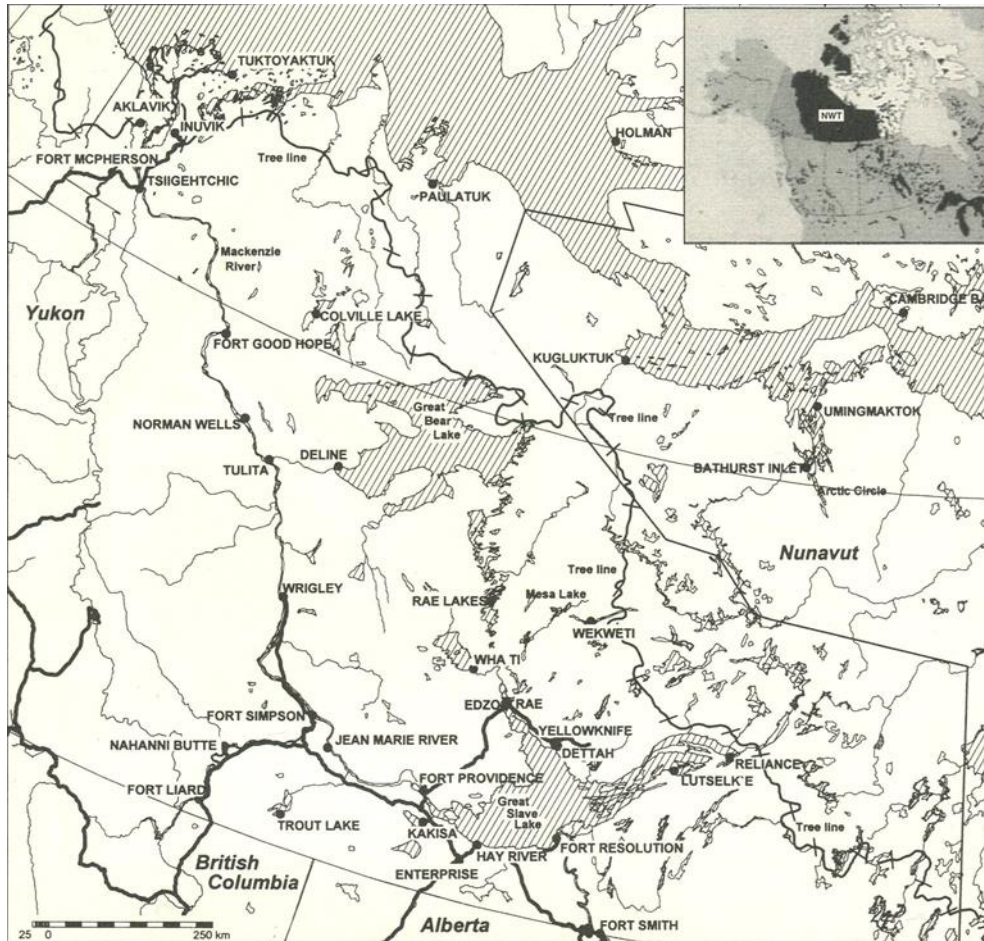 TUKTOYAKTUK
NWT
AKLAVIK
INUVIK
HOLMAN
FORT MCPHERSON
Tree line
TSIIGEHTCHIC
PAULATUK
Mackenzie
River
Yukon
COLVILLE LAKE
CAMBRIDGE BA
FORT GOOD HOPE
KUGLUKTUK
Great
Bear
Lake
Tree line
UMINGMAKTOK
NORMAN WELLS
TULITA
DELINE
BATHURST INLET
Arctic Circle
Nunavut
WRIGLEY
RAE LAKES
Tree line
Mesa Lake
WEKWETI
WHA TI
EDZO
RAE
FORT SIMPSON
YELLOWKNIFE
NAHANNI BUTTE
JEAN MARIE RIVER
DETTAH
RELIANCE
LUTSELK'E
FORT LIARD
FORT PROVIDENCE
Great
Slave
Lake
TROUT LAKE
KAKISA
Tree line
HAY RIVER
FORT RESOLUTION
British
Columbia
ENTERPRISE
Alberta
FORT SMITH
25 0 250 km